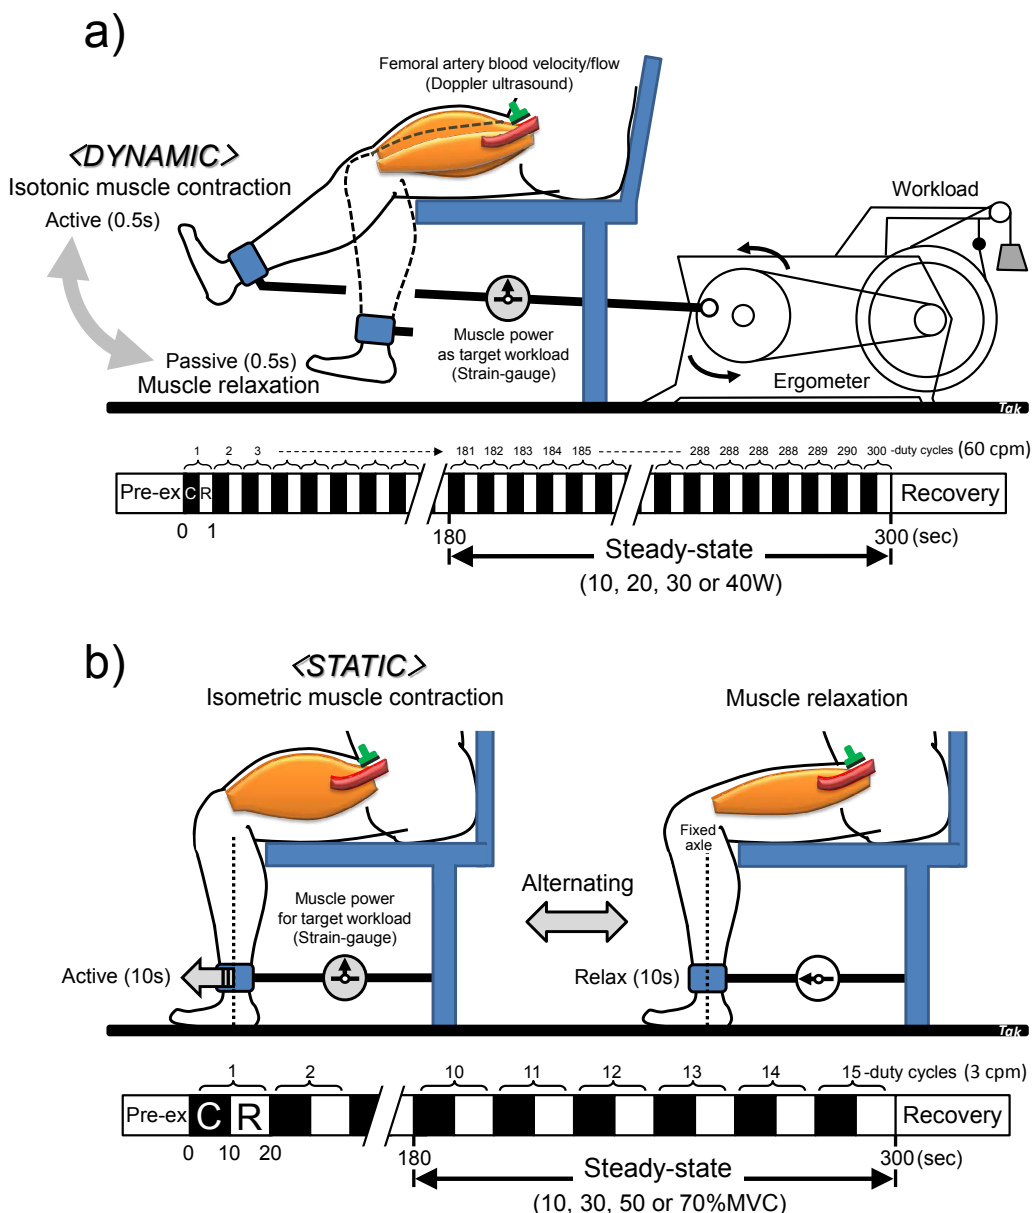 a)
Femoral artery blood velocity/flow
(Doppler ultrasound)
<DYNAMIC>
Isotonic muscle contraction
Active (0.5s)
Workload
Muscle power
as target workload
(Strain-gauge)
Passive (0.5s)
Muscle relaxation
Ergometer
Tak
1 2 3 181 182 183 184 185 288 288 288 288 289 290 300 -duty cycles (60 cpm)
Pre-ex C R Recovery
0 1 180 300 (sec)
Steady-state
(10, 20, 30 or 40W)
b)
<STATIC>
Isometric muscle contraction
Muscle relaxation
Fixed
axle
Alternating
Muscle power
for target workload
(Strain-gauge)
Active (10s)
Relax (10s)
Tak
1 2 10 11 12 13 14 15 -duty cycles (3 cpm)
Pre-ex C R Recovery
0 10 20 180 300 (sec)
Steady-state
(10, 30, 50 or 70%MVC)